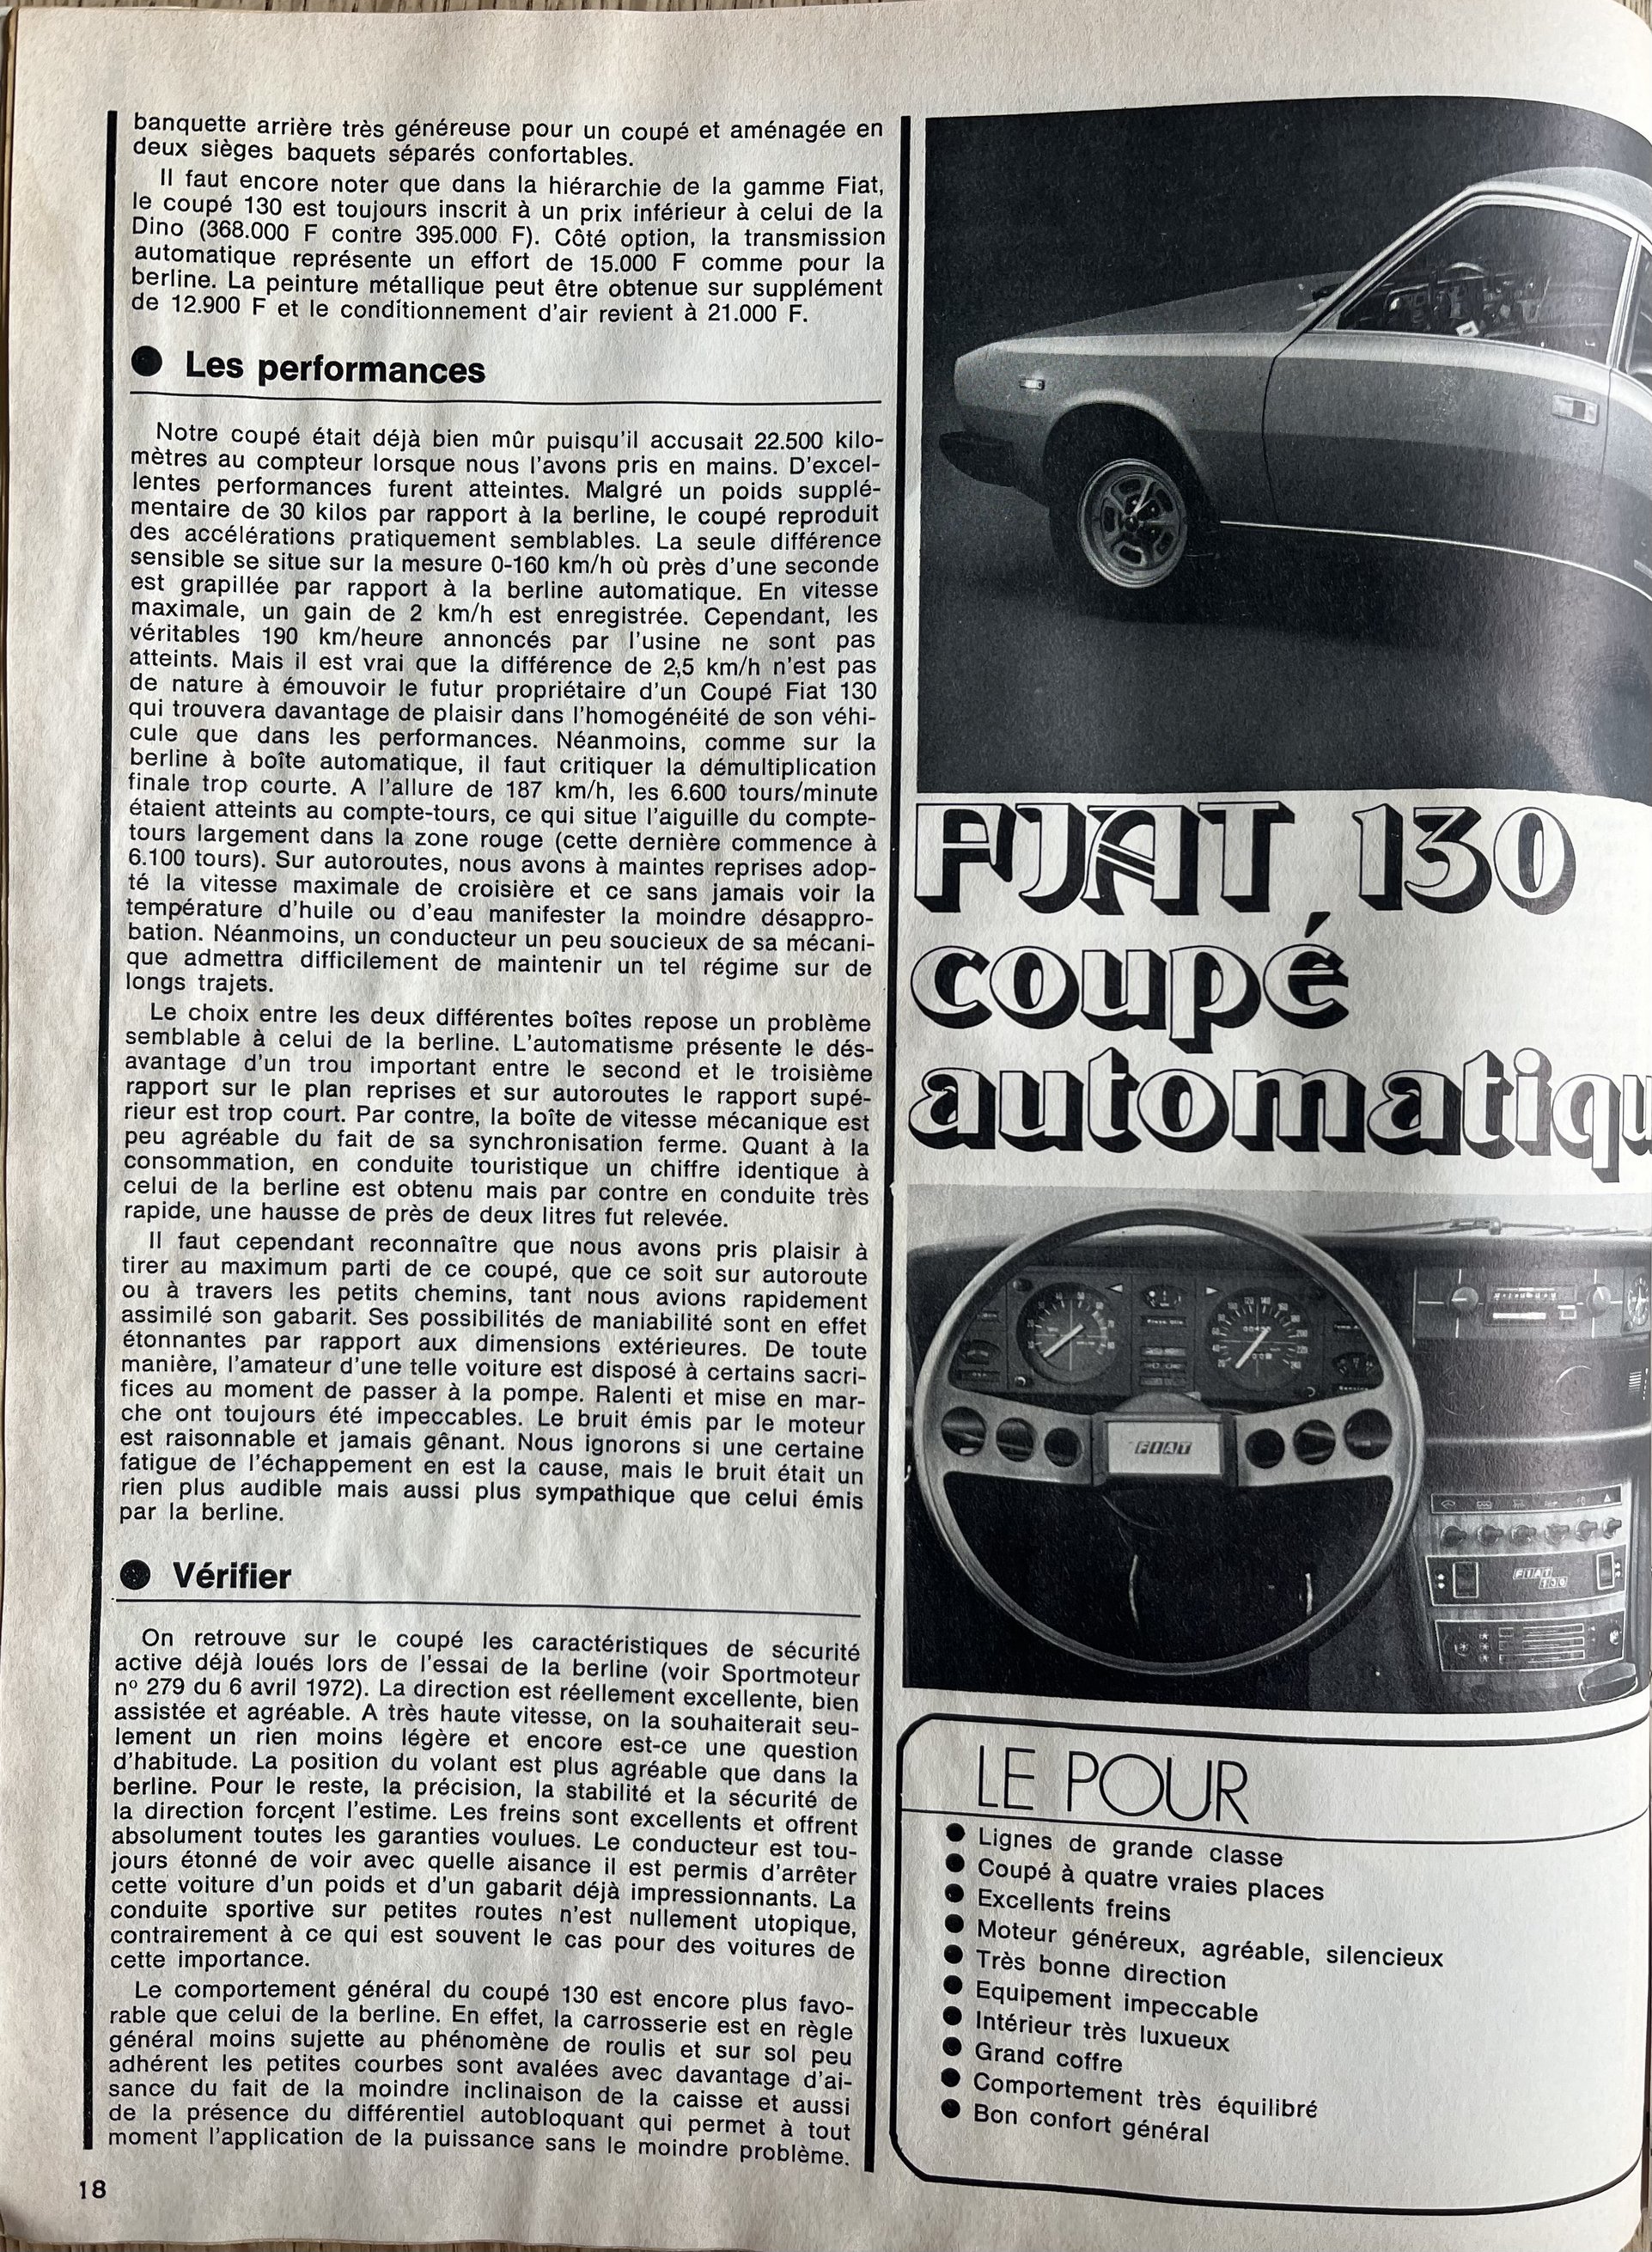 banquette arrière très généreuse pour un coupé et aménagée en
deux sièges baquets séparés confortables.
Il faut encore noter que dans la hiérarchie de la gamme Fiat,
le coupé 130 est toujours inscrit à un prix inférieur à celui de la
Dino (368.000 F contre 395.000 F). Côté option, la transmission
automatique représente un effort de 15.000 F comme pour la
berline. La peinture métallique peut être obtenue sur supplément
de 12.900 F et le conditionnement d'air revient à 21.000 F.
● Les performances
Notre coupé était déjà bien mûr puisqu'il accusait 22.500 kilo-
mètres au compteur lorsque nous l'avons pris en mains. D'excel-
lentes performances furent atteintes. Malgré un poids supplé-
mentaire de 30 kilos par rapport à la berline, le coupé reproduit
des accélérations pratiquement semblables. La seule différence
sensible se situe sur la mesure 0-160 km/h où près d'une seconde
est grapillée par rapport à la berline automatique. En vitesse
maximale, un gain de 2 km/h est enregistrée. Cependant, les
véritables 190 km/heure annoncés par l'usine ne sont pas
atteints. Mais il est vrai que la différence de 2,5 km/h n'est pas
de nature à émouvoir le futur propriétaire d'un Coupé Fiat 130
qui trouvera davantage de plaisir dans l'homogénéité de son véhi-
cule que dans les performances. Néanmoins, comme sur la
berline à boîte automatique, il faut critiquer la démultiplication
finale trop courte. A l'allure de 187 km/h, les 6.600 tours/minute
étaient atteints au compte-tours, ce qui situe l'aiguille du compte-
tours largement dans la zone rouge (cette dernière commence à
6.100 tours). Sur autoroutes, nous avons à maintes reprises adop-
té la vitesse maximale de croisière et ce sans jamais voir la
température d'huile ou d'eau manifester la moindre désappro-
bation. Néanmoins, un conducteur un peu soucieux de sa mécani-
que admettra difficilement de maintenir un tel régime sur de
longs trajets.
Le choix entre les deux différentes boîtes repose un problème
semblable à celui de la berline. L'automatisme présente le dés-
avantage d'un trou important entre le second et le troisième
rapport sur le plan reprises et sur autoroutes le rapport supé-
rieur est trop court. Par contre, la boîte de vitesse mécanique est
peu agréable du fait de sa synchronisation ferme. Quant à la
consommation, en conduite touristique un chiffre identique à
celui de la berline est obtenu mais par contre en conduite très
rapide, une hausse de près de deux litres fut relevée.
Il faut cependant reconnaître que nous avons pris plaisir à
tirer au maximum parti de ce coupé, que ce soit sur autoroute
ou à travers les petits chemins, tant nous avions rapidement
assimilé son gabarit. Ses possibilités de maniabilité sont en effet
étonnantes par rapport aux dimensions extérieures. De toute
manière, l'amateur d'une telle voiture est disposé à certains sacri-
fices au moment de passer à la pompe. Ralenti et mise en mar-
che ont toujours été impeccables. Le bruit émis par le moteur
est raisonnable et jamais gênant. Nous ignorons si une certaine
fatigue de l'échappement en est la cause, mais le bruit était un
rien plus audible mais aussi plus sympathique que celui émis
par la berline.
● Vérifier
On retrouve sur le coupé les caractéristiques de sécurité
active déjà loués lors de l'essai de la berline (voir Sportmoteur
nº 279 du 6 avril 1972). La direction est réellement excellente, bien
assistée et agréable. A très haute vitesse, on la souhaiterait seu-
lement un rien moins légère et encore est-ce une question
d'habitude. La position du volant est plus agréable que dans la
berline. Pour le reste, la précision, la stabilité et la sécurité de
la direction forcent l'estime. Les freins sont excellents et offrent
absolument toutes les garanties voulues. Le conducteur est tou-
jours étonné de voir avec quelle aisance il est permis d'arrêter
cette voiture d'un poids et d'un gabarit déjà impressionnants. La
conduite sportive sur petites routes n'est nullement utopique,
contrairement à ce qui est souvent le cas pour des voitures de
cette importance.
Le comportement général du coupé 130 est encore plus favo-
rable que celui de la berline. En effet, la carrosserie est en règle
général moins sujette au phénomène de roulis et sur sol peu
adhérent les petites courbes sont avalées avec davantage d'ai-
sance du fait de la moindre inclinaison de la caisse et aussi
de la présence du différentiel autobloquant qui permet à tout
moment l'application de la puissance sans le moindre problème.
18
FIAT 130
coupé
automatiqu
FIAT
FIAT
130
LE POUR
● Lignes de grande classe
● Coupé à quatre vraies places
● Excellents freins
● Moteur généreux, agréable, silencieux
● Très bonne direction
● Equipement impeccable
● Intérieur très luxueux
● Grand coffre
● Comportement très équilibré
● Bon confort général